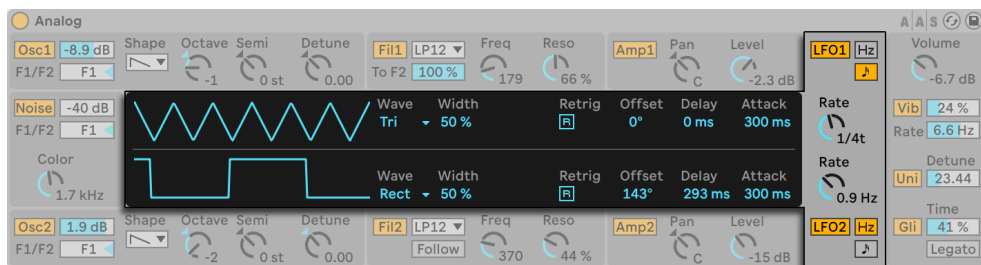 Analog
A A S
Osc1 -8.9 dB Shape Octave Semi Detune Fil1 LP12 Freq Reso Amp1 Pan Level LFO1 Hz Volume
F1/F2 F1 -1 0 st 0.00 To F2 100 % 179 66 % C -2.3 dB -6.7 dB
Noise -40 dB Wave Width Retrig Offset Delay Attack Rate Vib 24 %
F1/F2 F1 Tri 50 % R 0° 0 ms 300 ms 1/4t Rate 6.6 Hz
Color Rate Detune
1.7 kHz Wave Width Retrig Offset Delay Attack Uni 23.44
Rect 50 % R 143° 293 ms 300 ms 0.9 Hz Time
Osc2 1.9 dB Shape Octave Semi Detune Fil2 LP12 Freq Reso Amp2 Pan Level LFO2 Hz Gli 41 %
F1/F2 F1 -2 0 st 0.00 Follow 370 44 % C -15 dB Legato